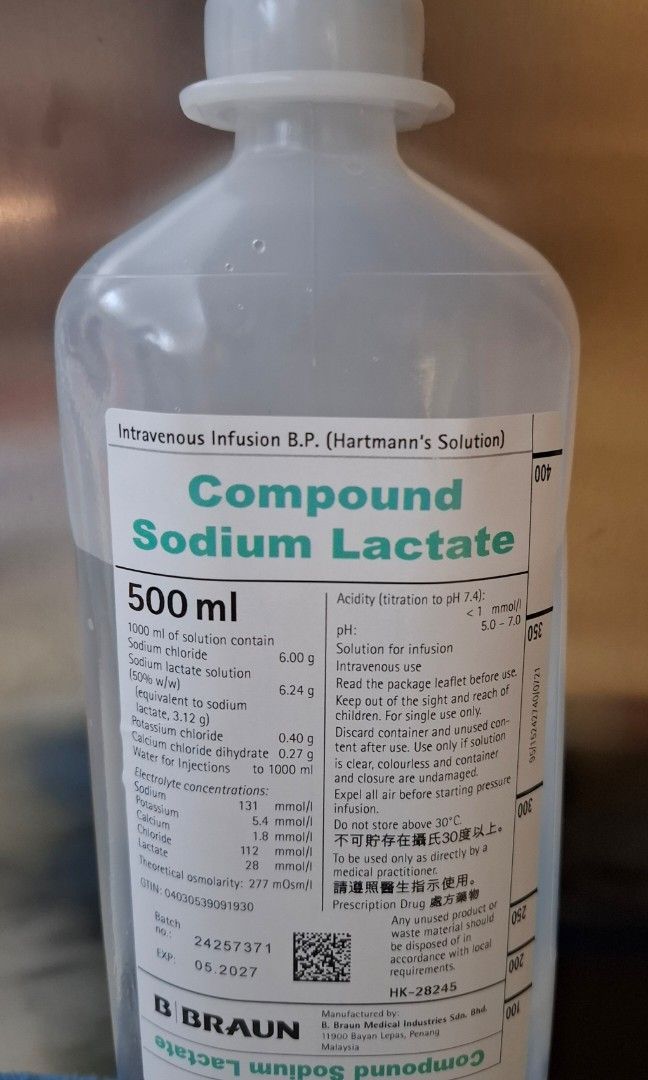 Intravenous Infusion B.P. (Hartmann's Solution)
Compound
Sodium Lactate
500 ml
1000 ml of solution contain
Sodium chloride 6.00 g
Sodium lactate solution
(50% w/w) 6.24 g
(equivalent to sodium
lactate, 3.12 g)
Potassium chloride 0.40 g
Calcium chloride dihydrate 0.27 g
Water for Injections to 1000 ml
Electrolyte concentrations:
Sodium 131 mmol/l
Potassium 5.4 mmol/l
Calcium 1.8 mmol/l
Chloride 112 mmol/l
Lactate 28 mmol/l
Theoretical osmolarity: 277 mOsm/l
GTIN: 04030539091930
Acidity (titration to pH 7.4):
< 1 mmol/l
pH: 5.0 - 7.0
Solution for infusion
Intravenous use
Read the package leaflet before use.
Keep out of the sight and reach of
children. For single use only.
Discard container and unused con-
tent after use. Use only if solution
is clear, colourless and container
and closure are undamaged.
Expel all air before starting pressure
infusion.
Do not store above 30°C.
不可貯存在攝氏30度以上。
To be used only as directly by a
medical practitioner.
請遵照醫生指示使用。
Prescription Drug 處方藥物
Any unused product or
waste material should
be disposed of in
accordance with local
requirements.
HK-28245
Batch
no.: 24257371
EXP: 05.2027
B|BRAUN
Manufactured by:
B. Braun Medical Industries Sdn. Bhd.
11900 Bayan Lepas, Penang
Malaysia
Compound Sodium Lactate
400
350
300
250
200
100